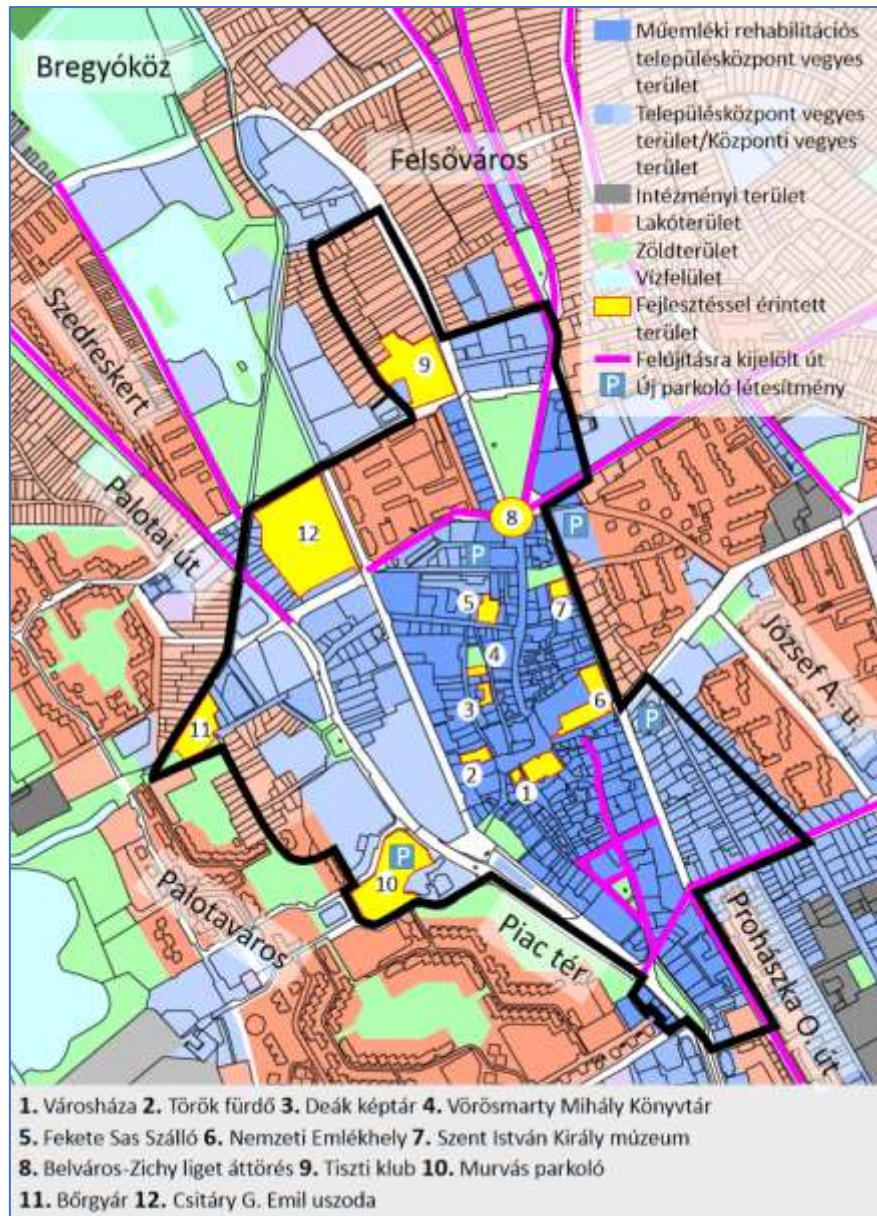 Bregyóköz
Felsőváros
Szedreskert
Palotai út
József A. u.
Palotaváros
Piac tér
Prohászka O. út
Műemléki rehabilitációs
településközpont vegyes
terület
Településközpont vegyes
terület/Központi vegyes
terület
Intézményi terület
Lakóterület
Zöldterület
Vízfelület
Fejlesztéssel érintett
terület
Felújításra kijelölt út
P Új parkoló létesítmény
9
12
8
P
P
5
7
4
3
6
P
11
2
1
P
10
1. Városháza 2. Török fürdő 3. Deák képtár 4. Vörösmarty Mihály Könyvtár
5. Fekete Sas Szálló 6. Nemzeti Emlékhely 7. Szent István Király múzeum
8. Belváros-Zichy liget áttörés 9. Tiszti klub 10. Murvás parkoló
11. Bőrgyár 12. Csitáry G. Emil uszoda